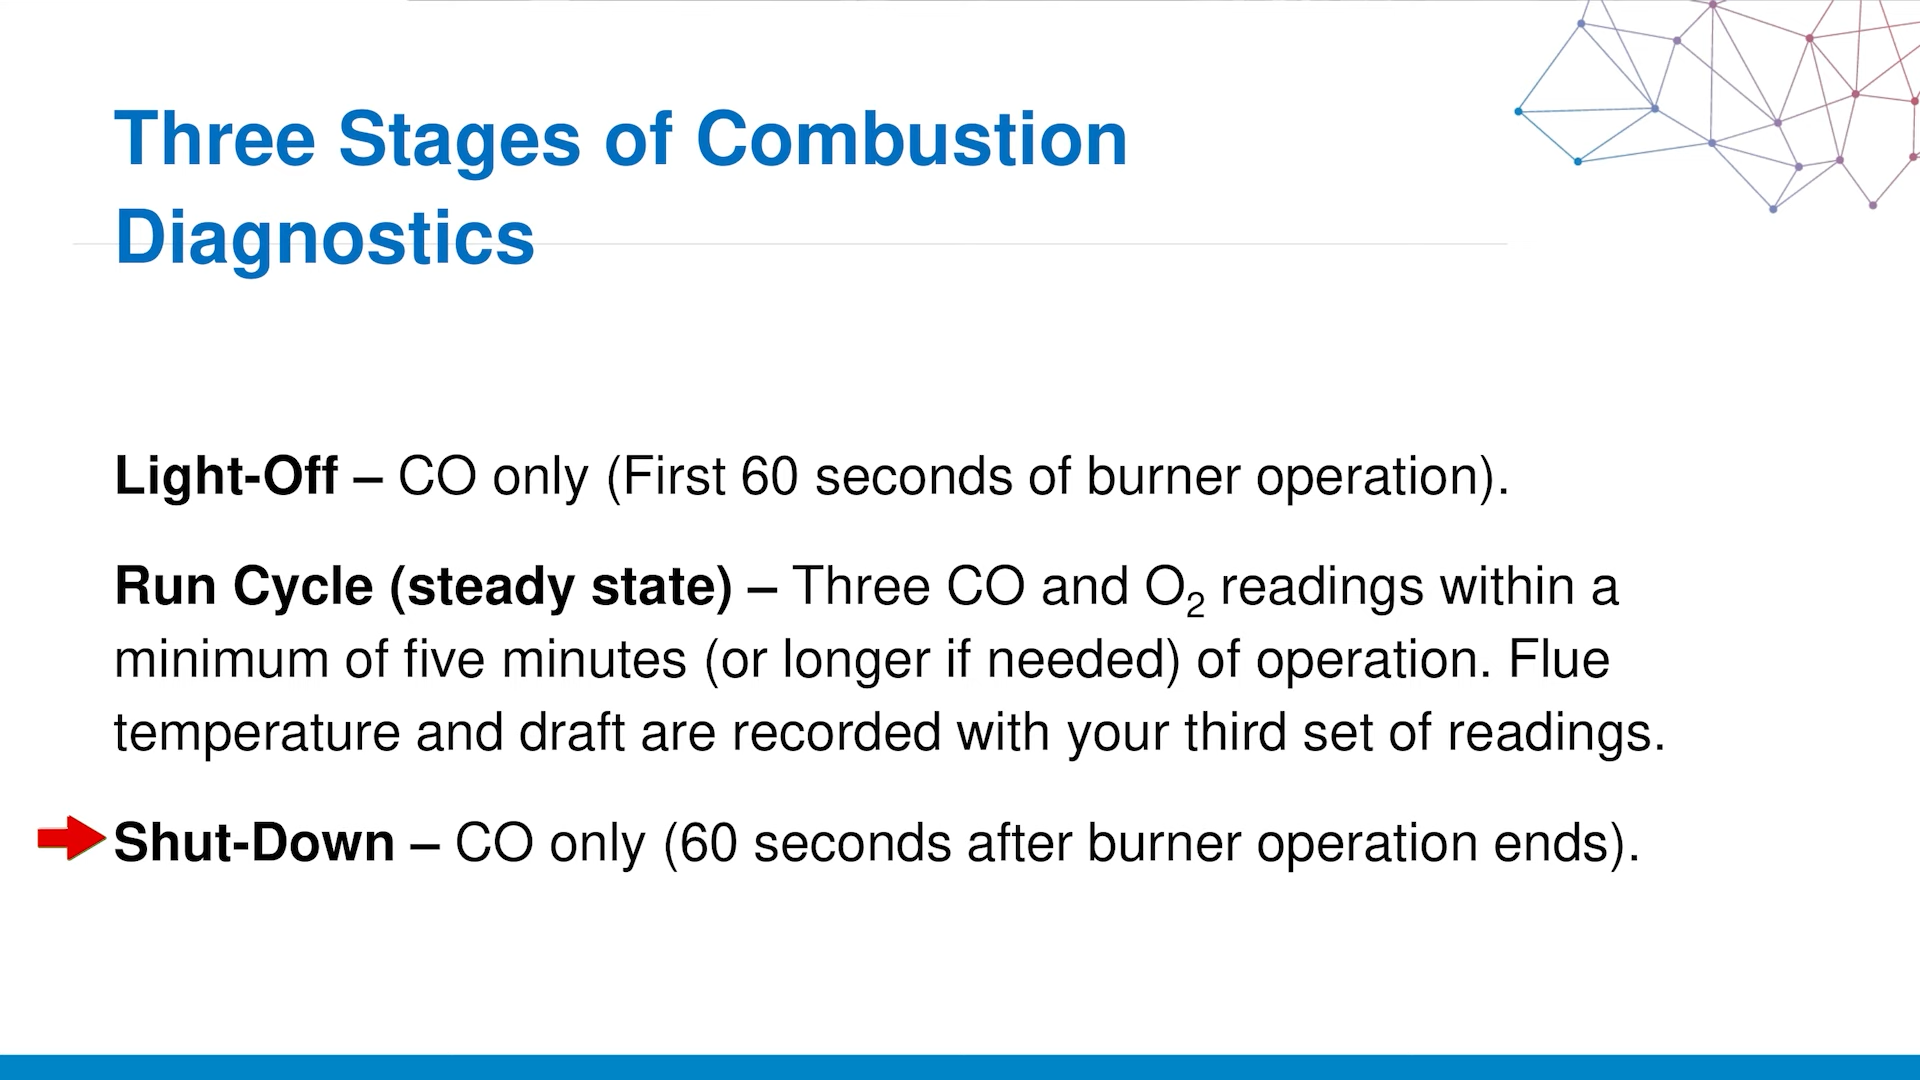 Three Stages of Combustion
Diagnostics
Light-Off – CO only (First 60 seconds of burner operation).
Run Cycle (steady state) – Three CO and O₂ readings within a
minimum of five minutes (or longer if needed) of operation. Flue
temperature and draft are recorded with your third set of readings.
Shut-Down – CO only (60 seconds after burner operation ends).